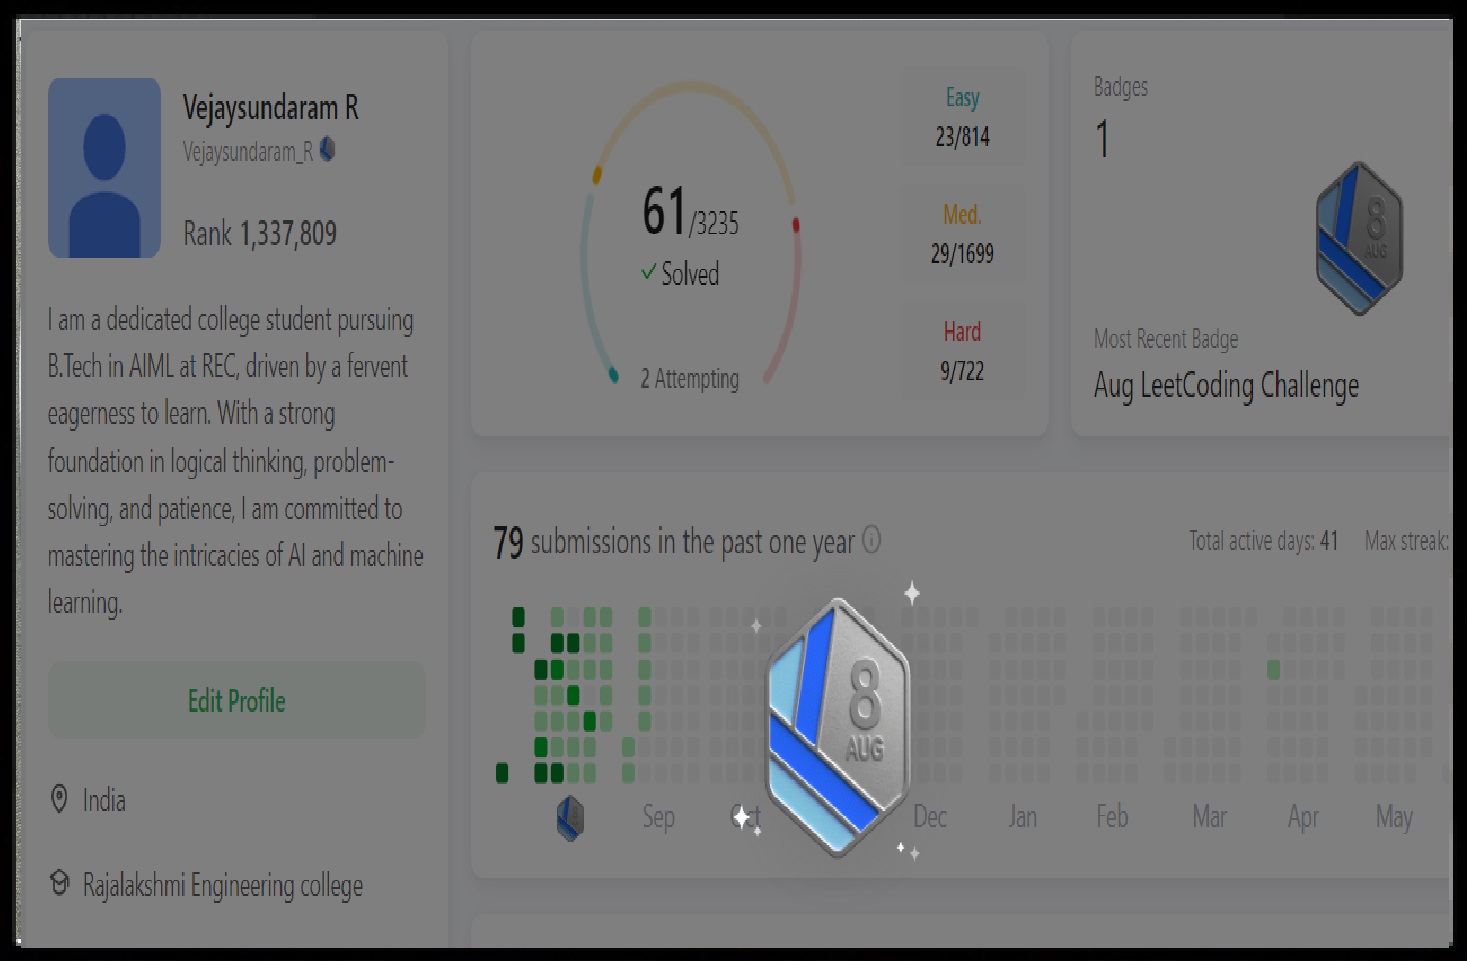 Vejaysundaram R
Vejaysundaram_R
Rank 1,337,809
I am a dedicated college student pursuing
B.Tech in AIML at REC, driven by a fervent
eagerness to learn. With a strong
foundation in logical thinking, problem-
solving, and patience, I am committed to
mastering the intricacies of AI and machine
learning.
Edit Profile
India
Rajalakshmi Engineering college
61/3235
Solved
2 Attempting
Easy
23/814
Med.
29/1699
Hard
9/722
Badges
1
8
AUG
Most Recent Badge
Aug LeetCoding Challenge
79 submissions in the past one year
Total active days: 41 Max streak:
8
AUG
Sep Oct Dec Jan Feb Mar Apr May